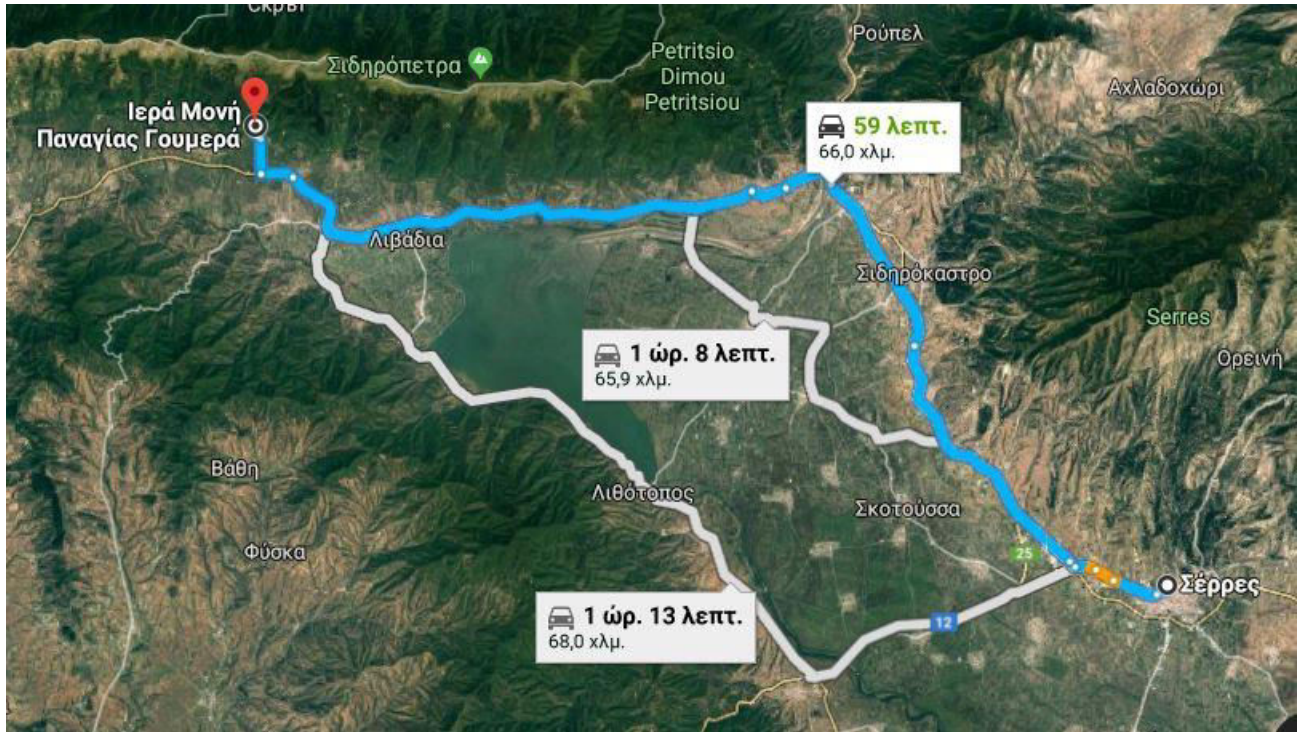 Σκρὰτ
Ρούπελ
Σιδηρόπετρα
Petritsio
Dimou
Petritsiou
Αχλαδοχώρι
Ιερά Μονή
Παναγίας Γουμερά
59 λεπτ.
66,0 χλμ.
Λιβάδια
Σιδηρόκαστρο
Serres
Ορεινή
1 ώρ. 8 λεπτ.
65,9 χλμ.
Βάθη
Λιθότοπος
Σκοτούσσα
Φύσκα
25
Σέρρες
1 ώρ. 13 λεπτ.
68,0 χλμ.
12